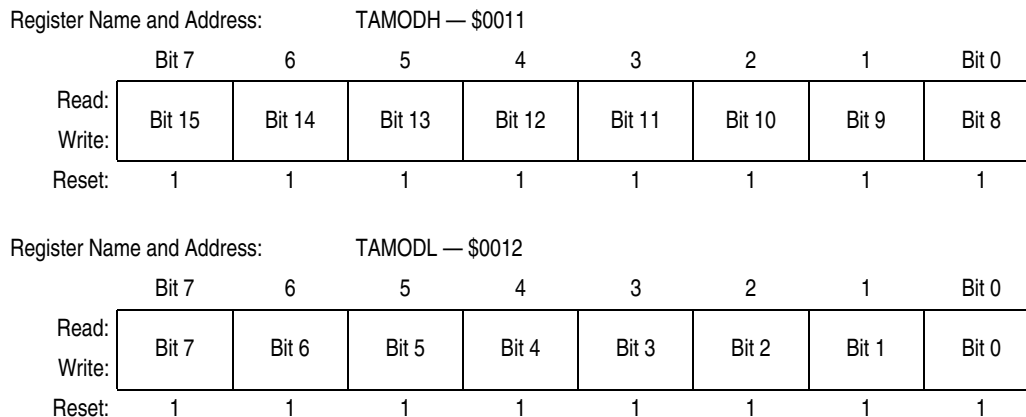 Register Name and Address: TAMODH — $0011
Bit 7 6 5 4 3 2 1 Bit 0
Read:
Bit 15 Bit 14 Bit 13 Bit 12 Bit 11 Bit 10 Bit 9 Bit 8
Write:
Reset: 1 1 1 1 1 1 1 1
Register Name and Address: TAMODL — $0012
Bit 7 6 5 4 3 2 1 Bit 0
Read:
Bit 7 Bit 6 Bit 5 Bit 4 Bit 3 Bit 2 Bit 1 Bit 0
Write:
Reset: 1 1 1 1 1 1 1 1